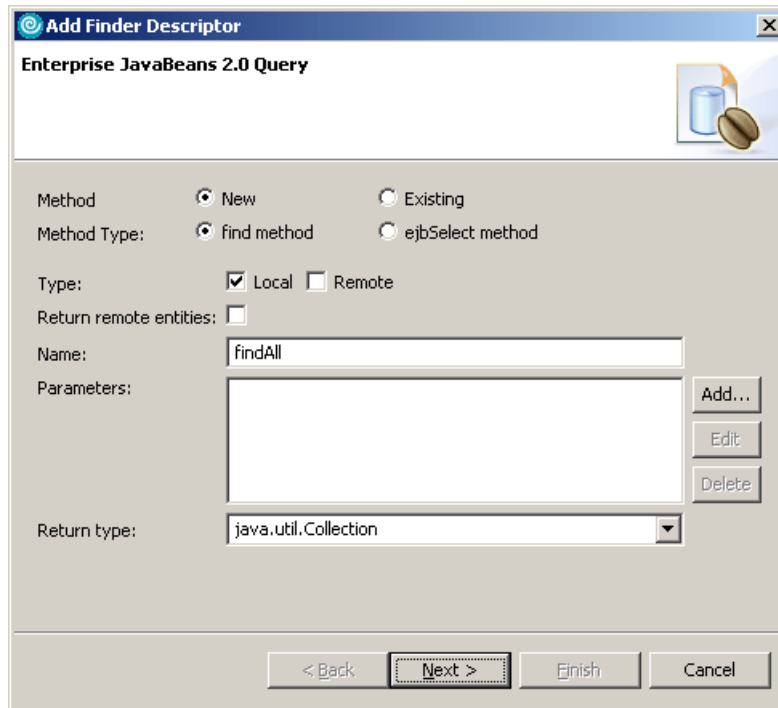 Add Finder Descriptor
Enterprise JavaBeans 2.0 Query
Method New Existing
Method Type: find method ejbSelect method
Type: Local Remote
Return remote entities:
Name: findAll
Parameters: Add...
Edit
Delete
Return type: java.util.Collection
< Back Next > Finish Cancel